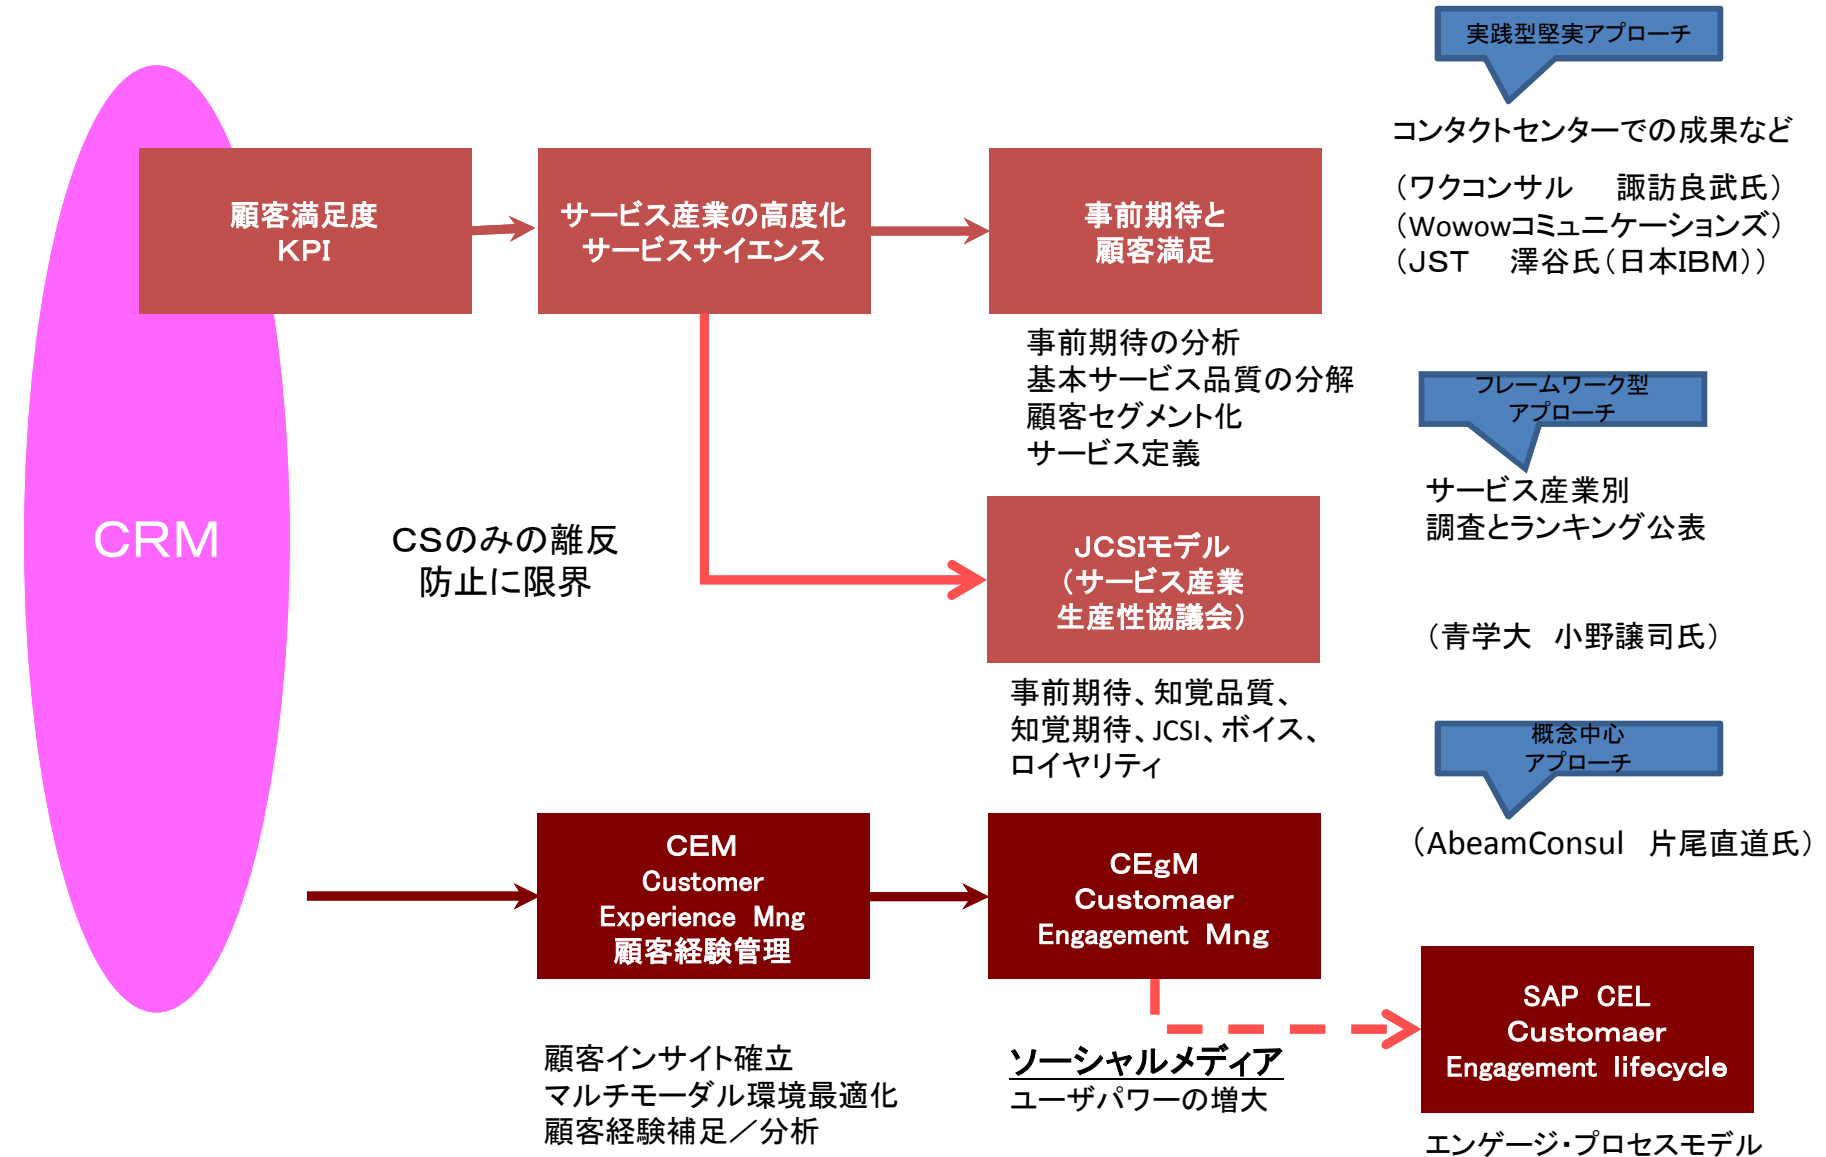 実践型堅実アプローチ
コンタクトセンターでの成果など
（ワクコンサル　諏訪良武氏）
（Wowowコミュニケーションズ）
（JST　澤谷氏（日本IBM））
顧客満足度
KPI
サービス産業の高度化
サービスサイエンス
事前期待と
顧客満足
事前期待の分析
基本サービス品質の分解
顧客セグメント化
サービス定義
フレームワーク型
アプローチ
サービス産業別
調査とランキング公表
（青学大　小野譲司氏）
CRM
CSのみの離反
防止に限界
JCSIモデル
（サービス産業
生産性協議会）
事前期待、知覚品質、
知覚期待、JCSI、ボイス、
ロイヤリティ
概念中心
アプローチ
（AbeamConsul　片尾直道氏）
CEM
Customer
Experience Mng
顧客経験管理
CEgM
Customaer
Engagement Mng
SAP CEL
Customaer
Engagement lifecycle
顧客インサイト確立
マルチモーダル環境最適化
顧客経験補足／分析
ソーシャルメディア
ユーザパワーの増大
エンゲージ・プロセスモデル